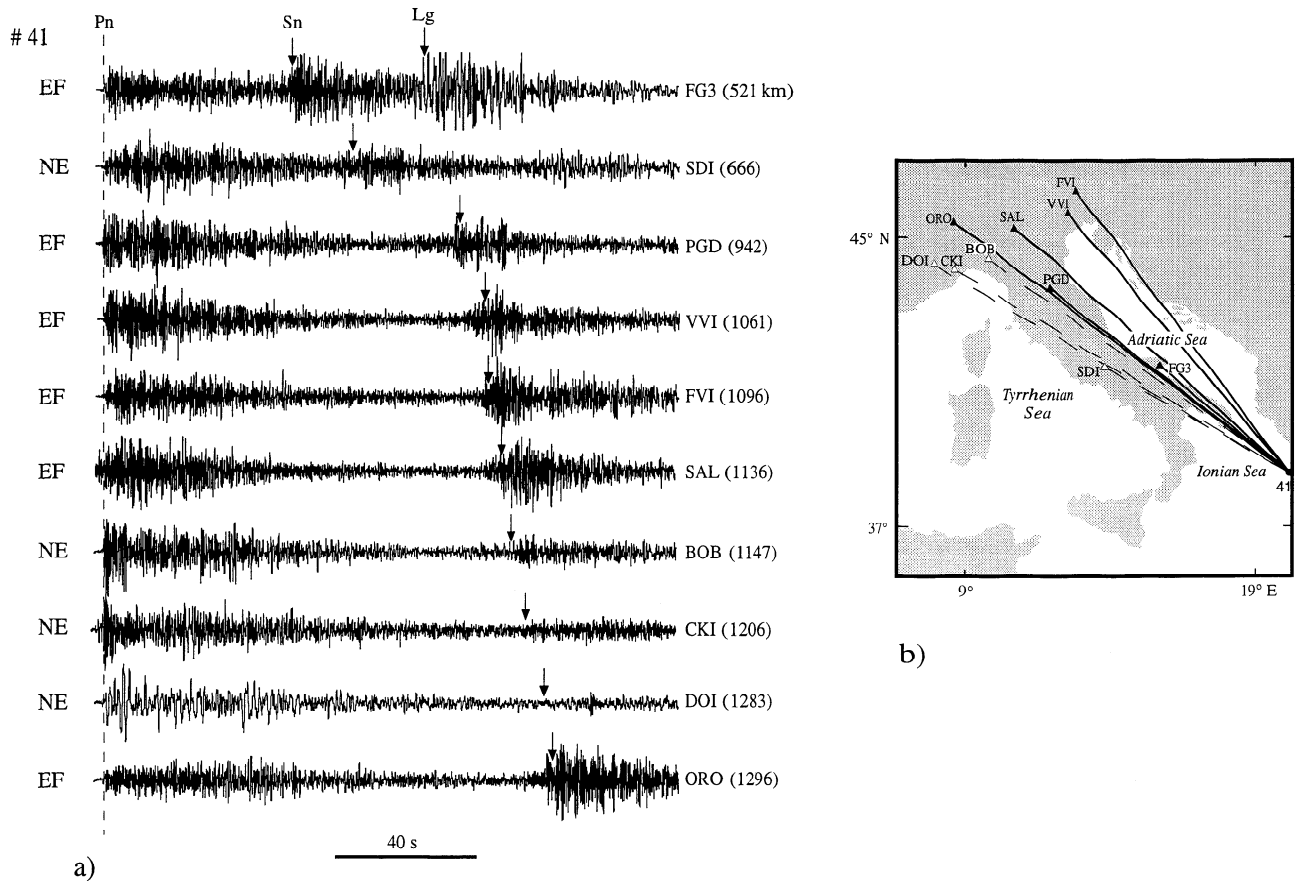 # 41
Pn
Sn
Lg
EF FG3 (521 km)
NE SDI (666)
EF PGD (942)
EF VVI (1061)
EF FVI (1096)
EF SAL (1136)
NE BOB (1147)
NE CKI (1206)
NE DOI (1283)
EF ORO (1296)
40 s
a)
FVI
VVI
ORO
SAL
45° N
BOB
DOI
CKI
PGD
Adriatic Sea
FG3
SDI
Tyrrhenian
Sea
Ionian Sea
41
37°
9°
19° E
b)